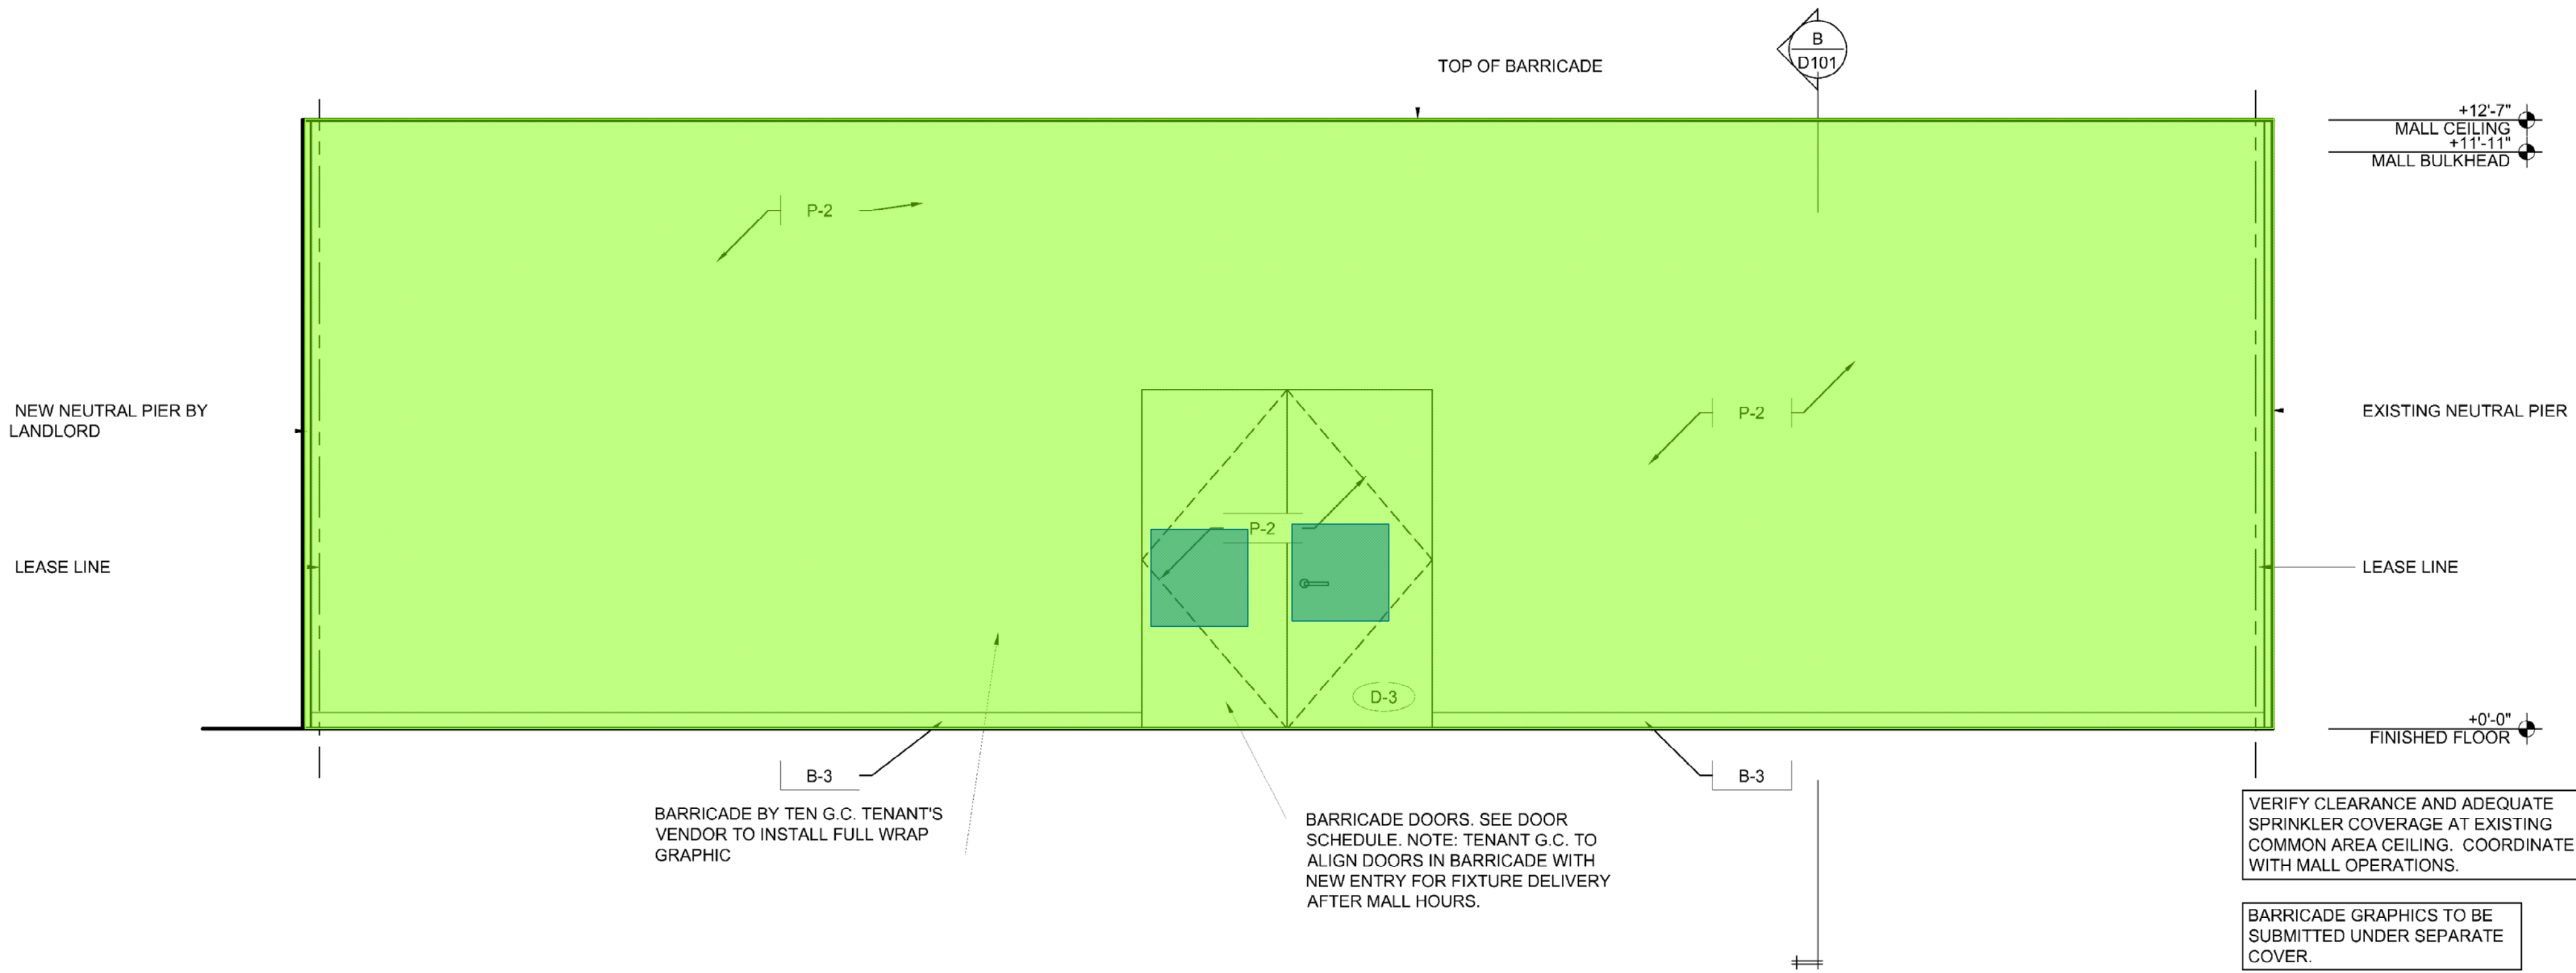 B
D101
TOP OF BARRICADE
+12'-7"
MALL CEILING
+11'-11"
MALL BULKHEAD
P-2
P-2
NEW NEUTRAL PIER BY
LANDLORD
EXISTING NEUTRAL PIER
P-2
LEASE LINE
LEASE LINE
D-3
+0'-0"
FINISHED FLOOR
B-3
B-3
BARRICADE BY TEN G.C. TENANT'S
VENDOR TO INSTALL FULL WRAP
GRAPHIC
BARRICADE DOORS. SEE DOOR
SCHEDULE. NOTE: TENANT G.C. TO
ALIGN DOORS IN BARRICADE WITH
NEW ENTRY FOR FIXTURE DELIVERY
AFTER MALL HOURS.
VERIFY CLEARANCE AND ADEQUATE
SPRINKLER COVERAGE AT EXISTING
COMMON AREA CEILING. COORDINATE
WITH MALL OPERATIONS.
BARRICADE GRAPHICS TO BE
SUBMITTED UNDER SEPARATE
COVER.